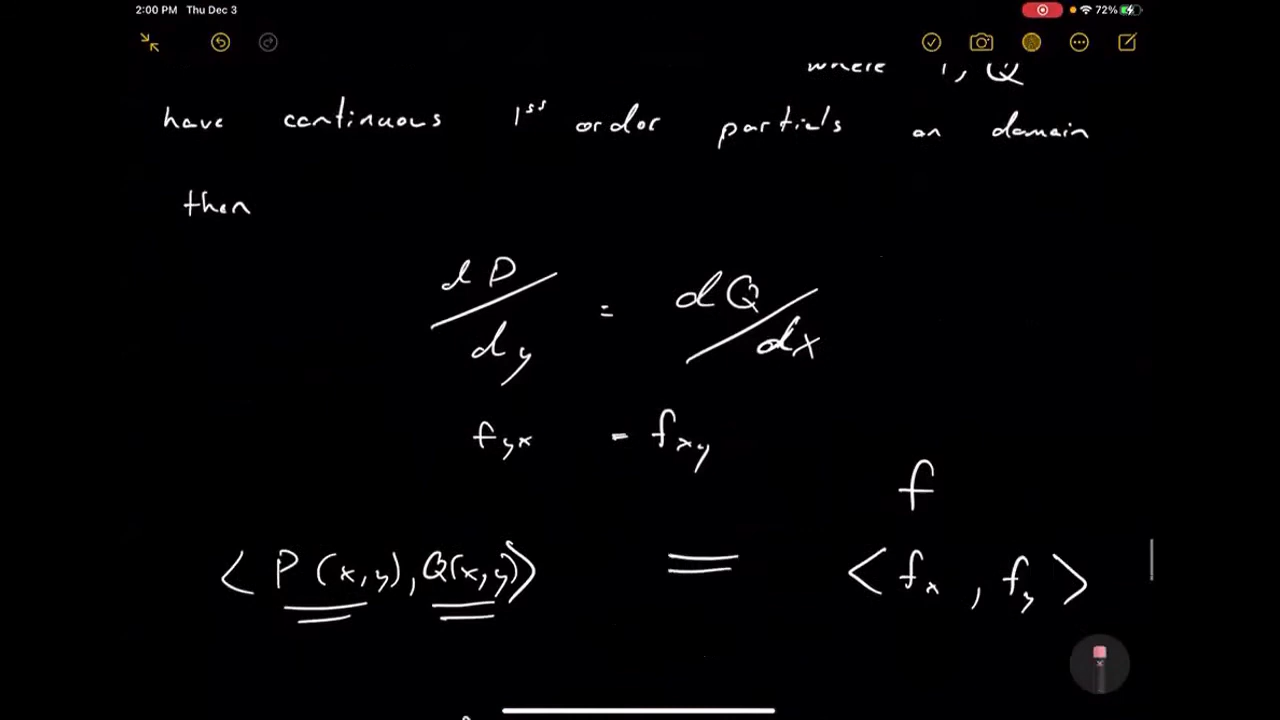 2:00 PM Thu Dec 3
72%
where P, Q
have continuous 1ss order partials on domain
then
dP/dy = dQ/dx
fyx = fxy
f
< P(x,y), Q(x,y) > = < fx, fy >